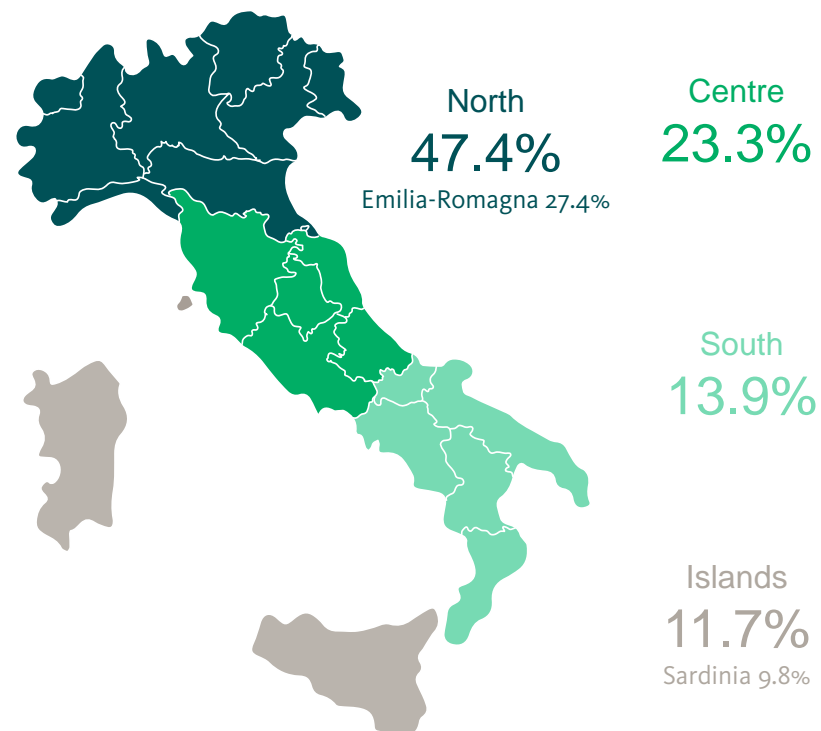 North
47.4%
Emilia-Romagna 27.4%
Centre
23.3%
South
13.9%
Islands
11.7%
Sardinia 9.8%